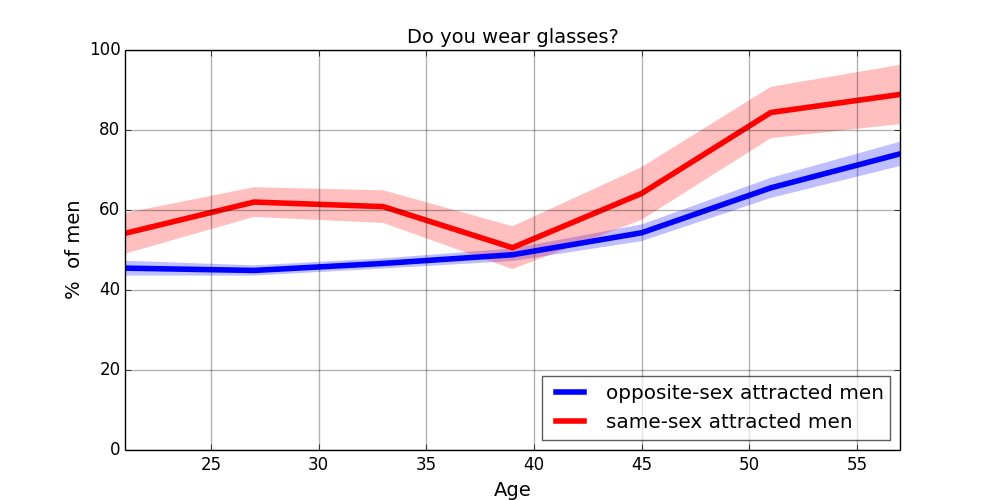 Do you wear glasses?
100
80
60
40
20
0
% of men
25 30 35 40 45 50 55
Age
opposite-sex attracted men
same-sex attracted men